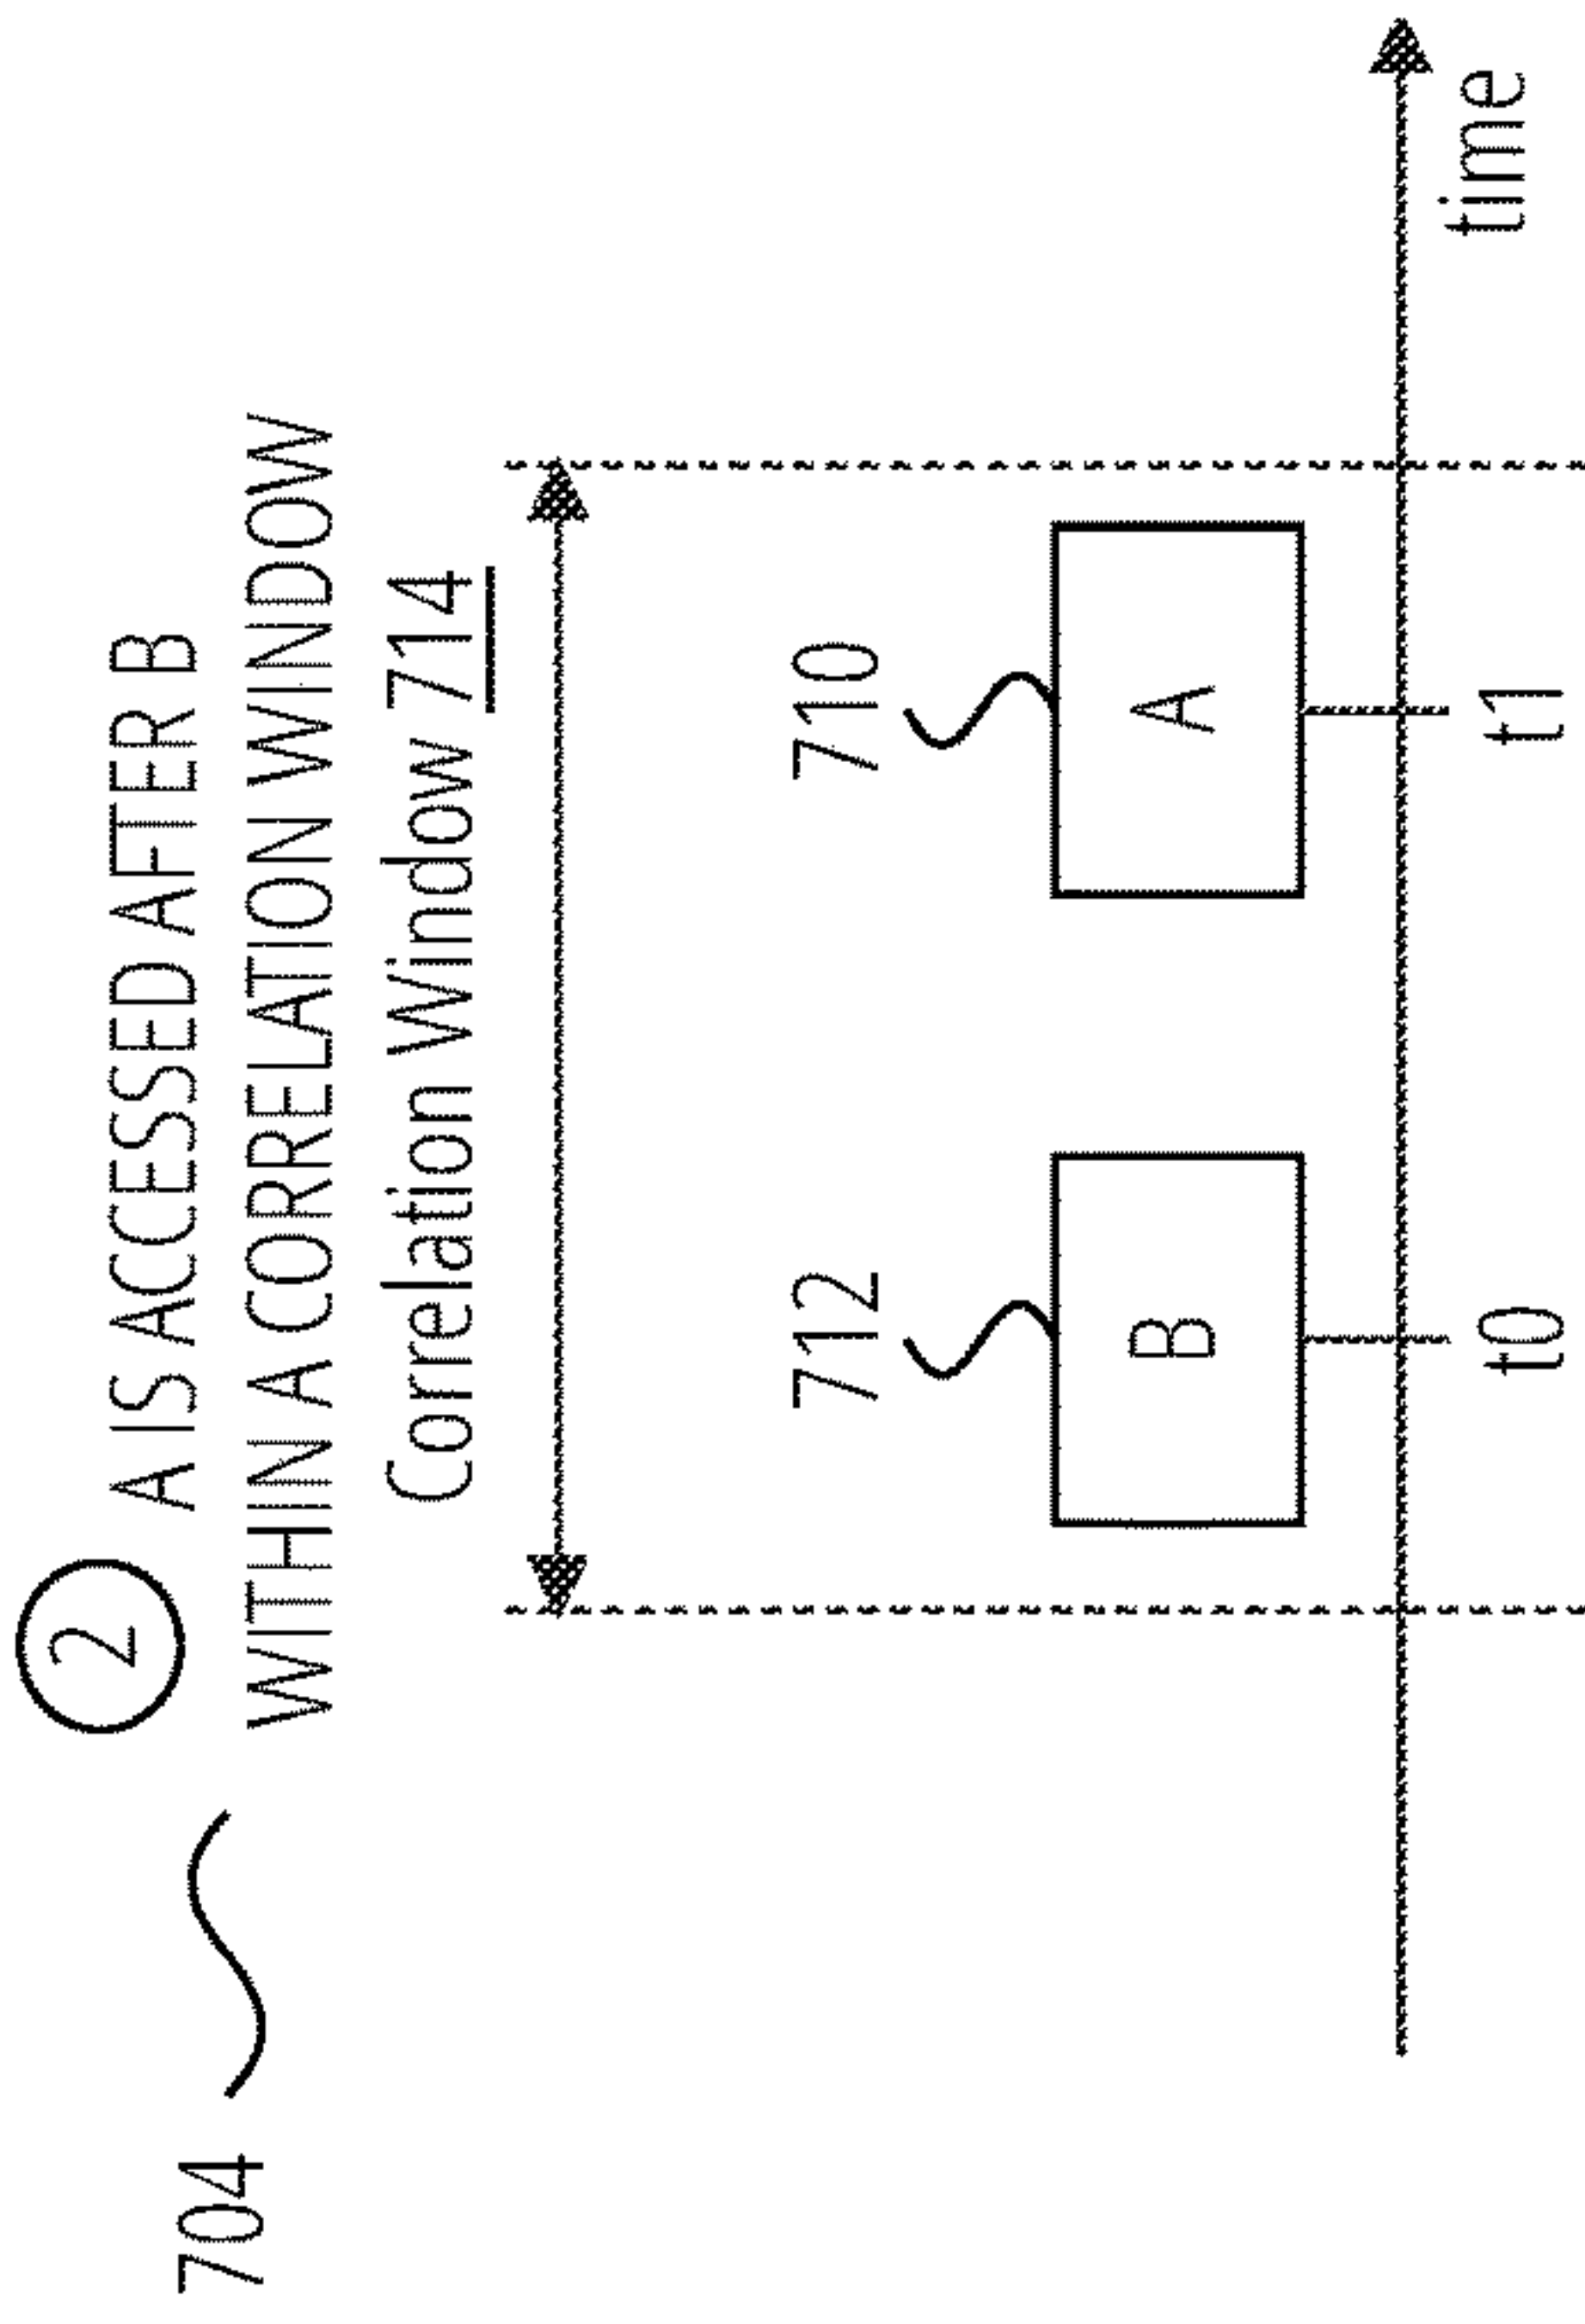 704
2 A IS ACCESSED AFTER B
WITHIN A CORRELATION WINDOW
Correlation Window 714
712 710
B A
t0 t1
time